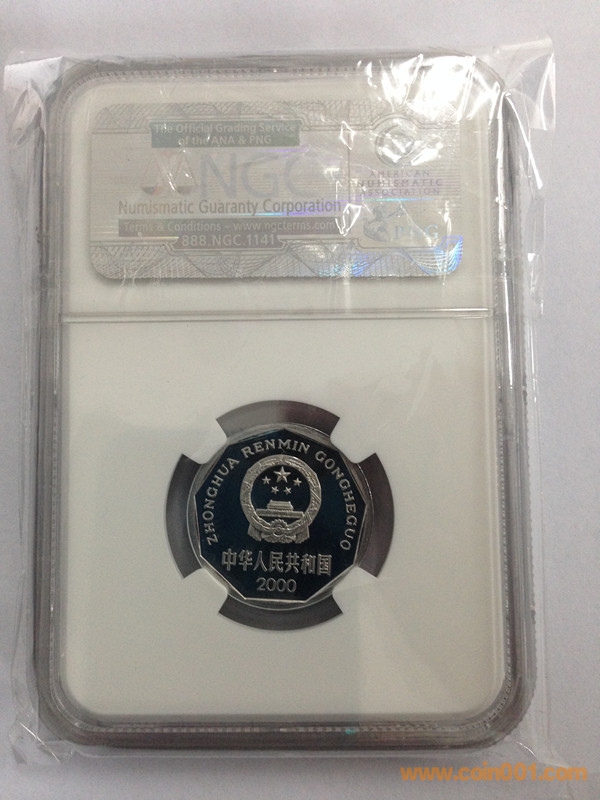 The Official Grading Service
of the ANA & PNG
NGC
Numismatic Guaranty Corporation
Terms & Conditions – www.ngcterms.com
888.NGC.1141
AMERICAN
NUMISMATIC
ASSOCIATION
PNG
ZHONGHUA RENMIN GONGHEGUO
中华人民共和国
2000
www.coin001.com